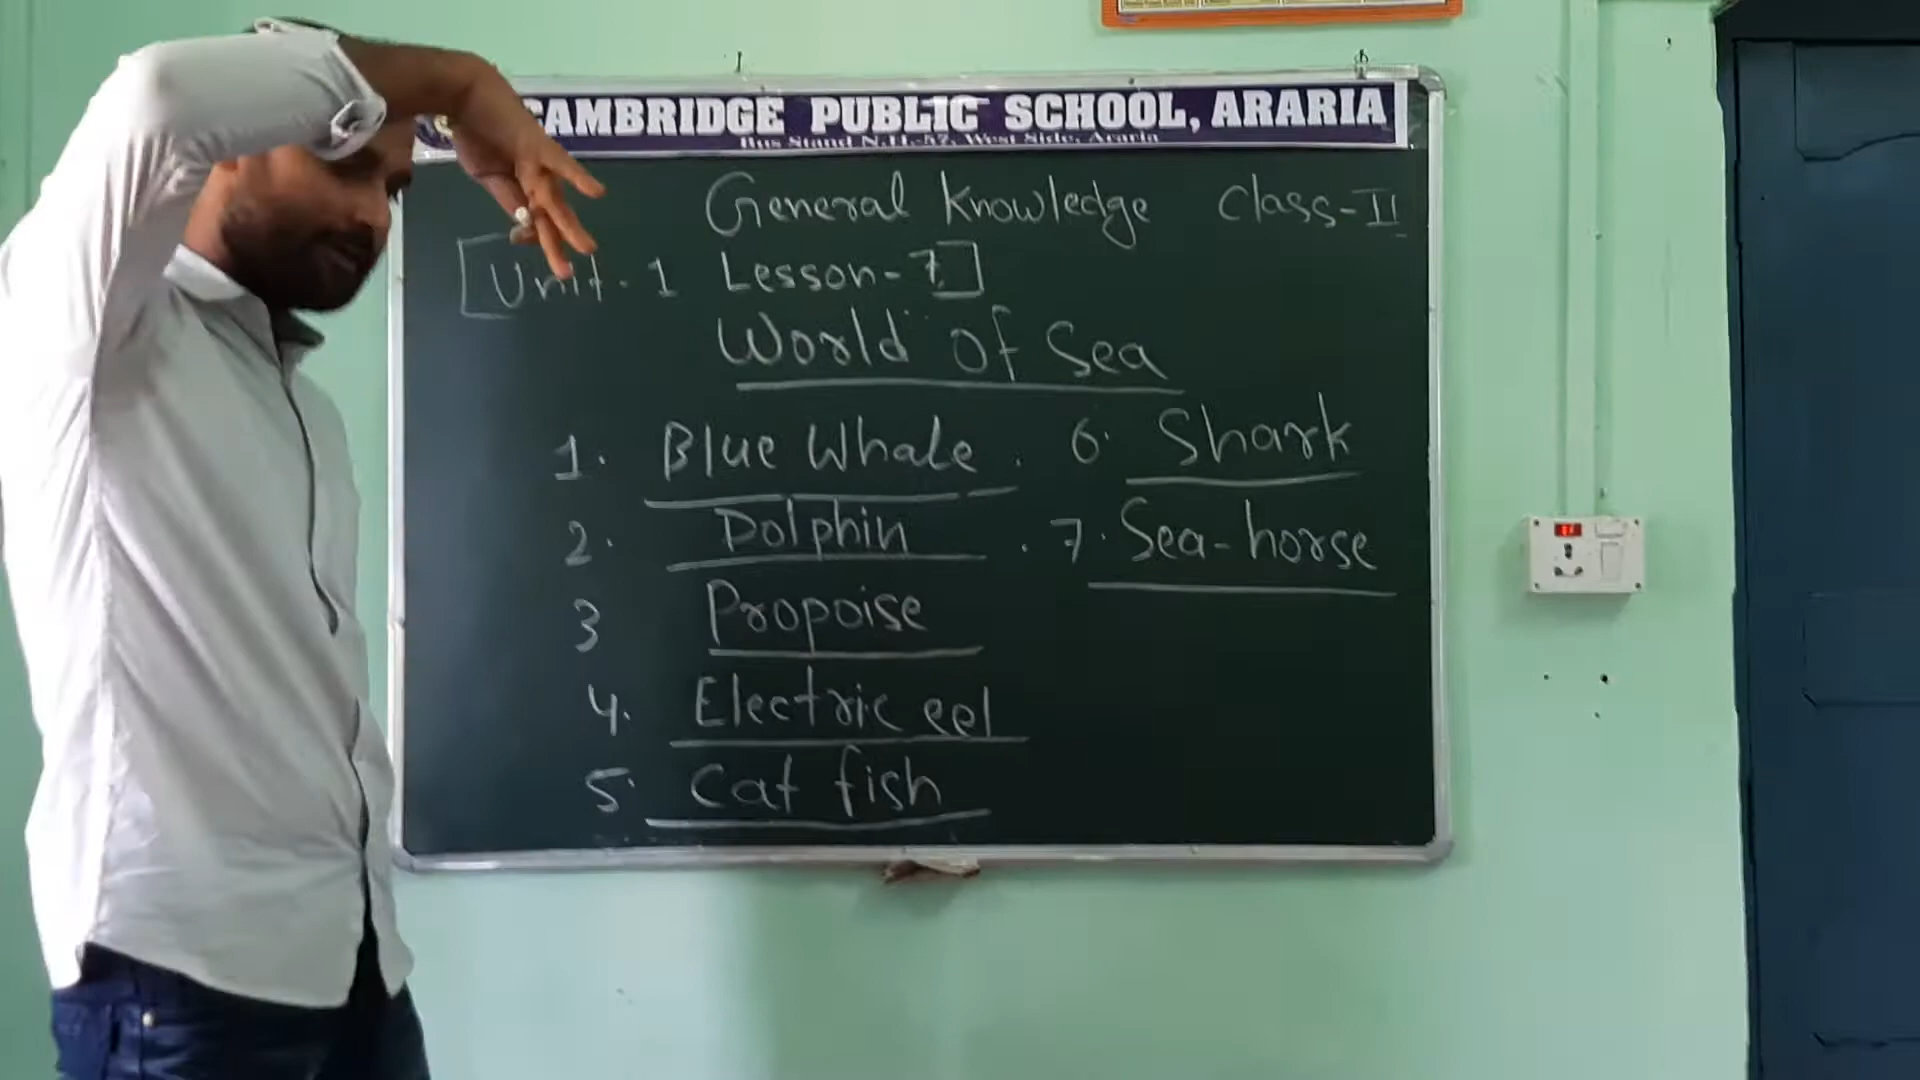 CAMBRIDGE PUBLIC SCHOOL, ARARIA
Bus Stand N.H.-57, West Side, Araria
General Knowledge Class-II
Unit-1 Lesson-7
World of Sea
1. Blue Whale
2. Dolphin
3 Propoise
4. Electric eel
5. Cat fish
6. Shark
7. Sea-horse